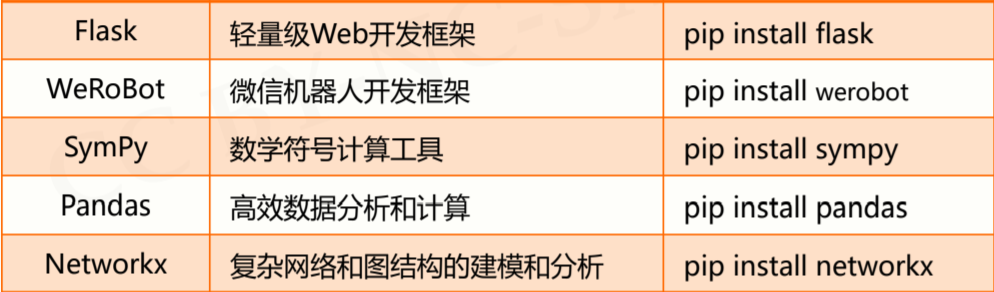 Flask 轻量级Web开发框架 pip install flask
WeRoBot 微信机器人开发框架 pip install werobot
SymPy 数学符号计算工具 pip install sympy
Pandas 高效数据分析和计算 pip install pandas
Networkx 复杂网络和图结构的建模和分析 pip install networkx